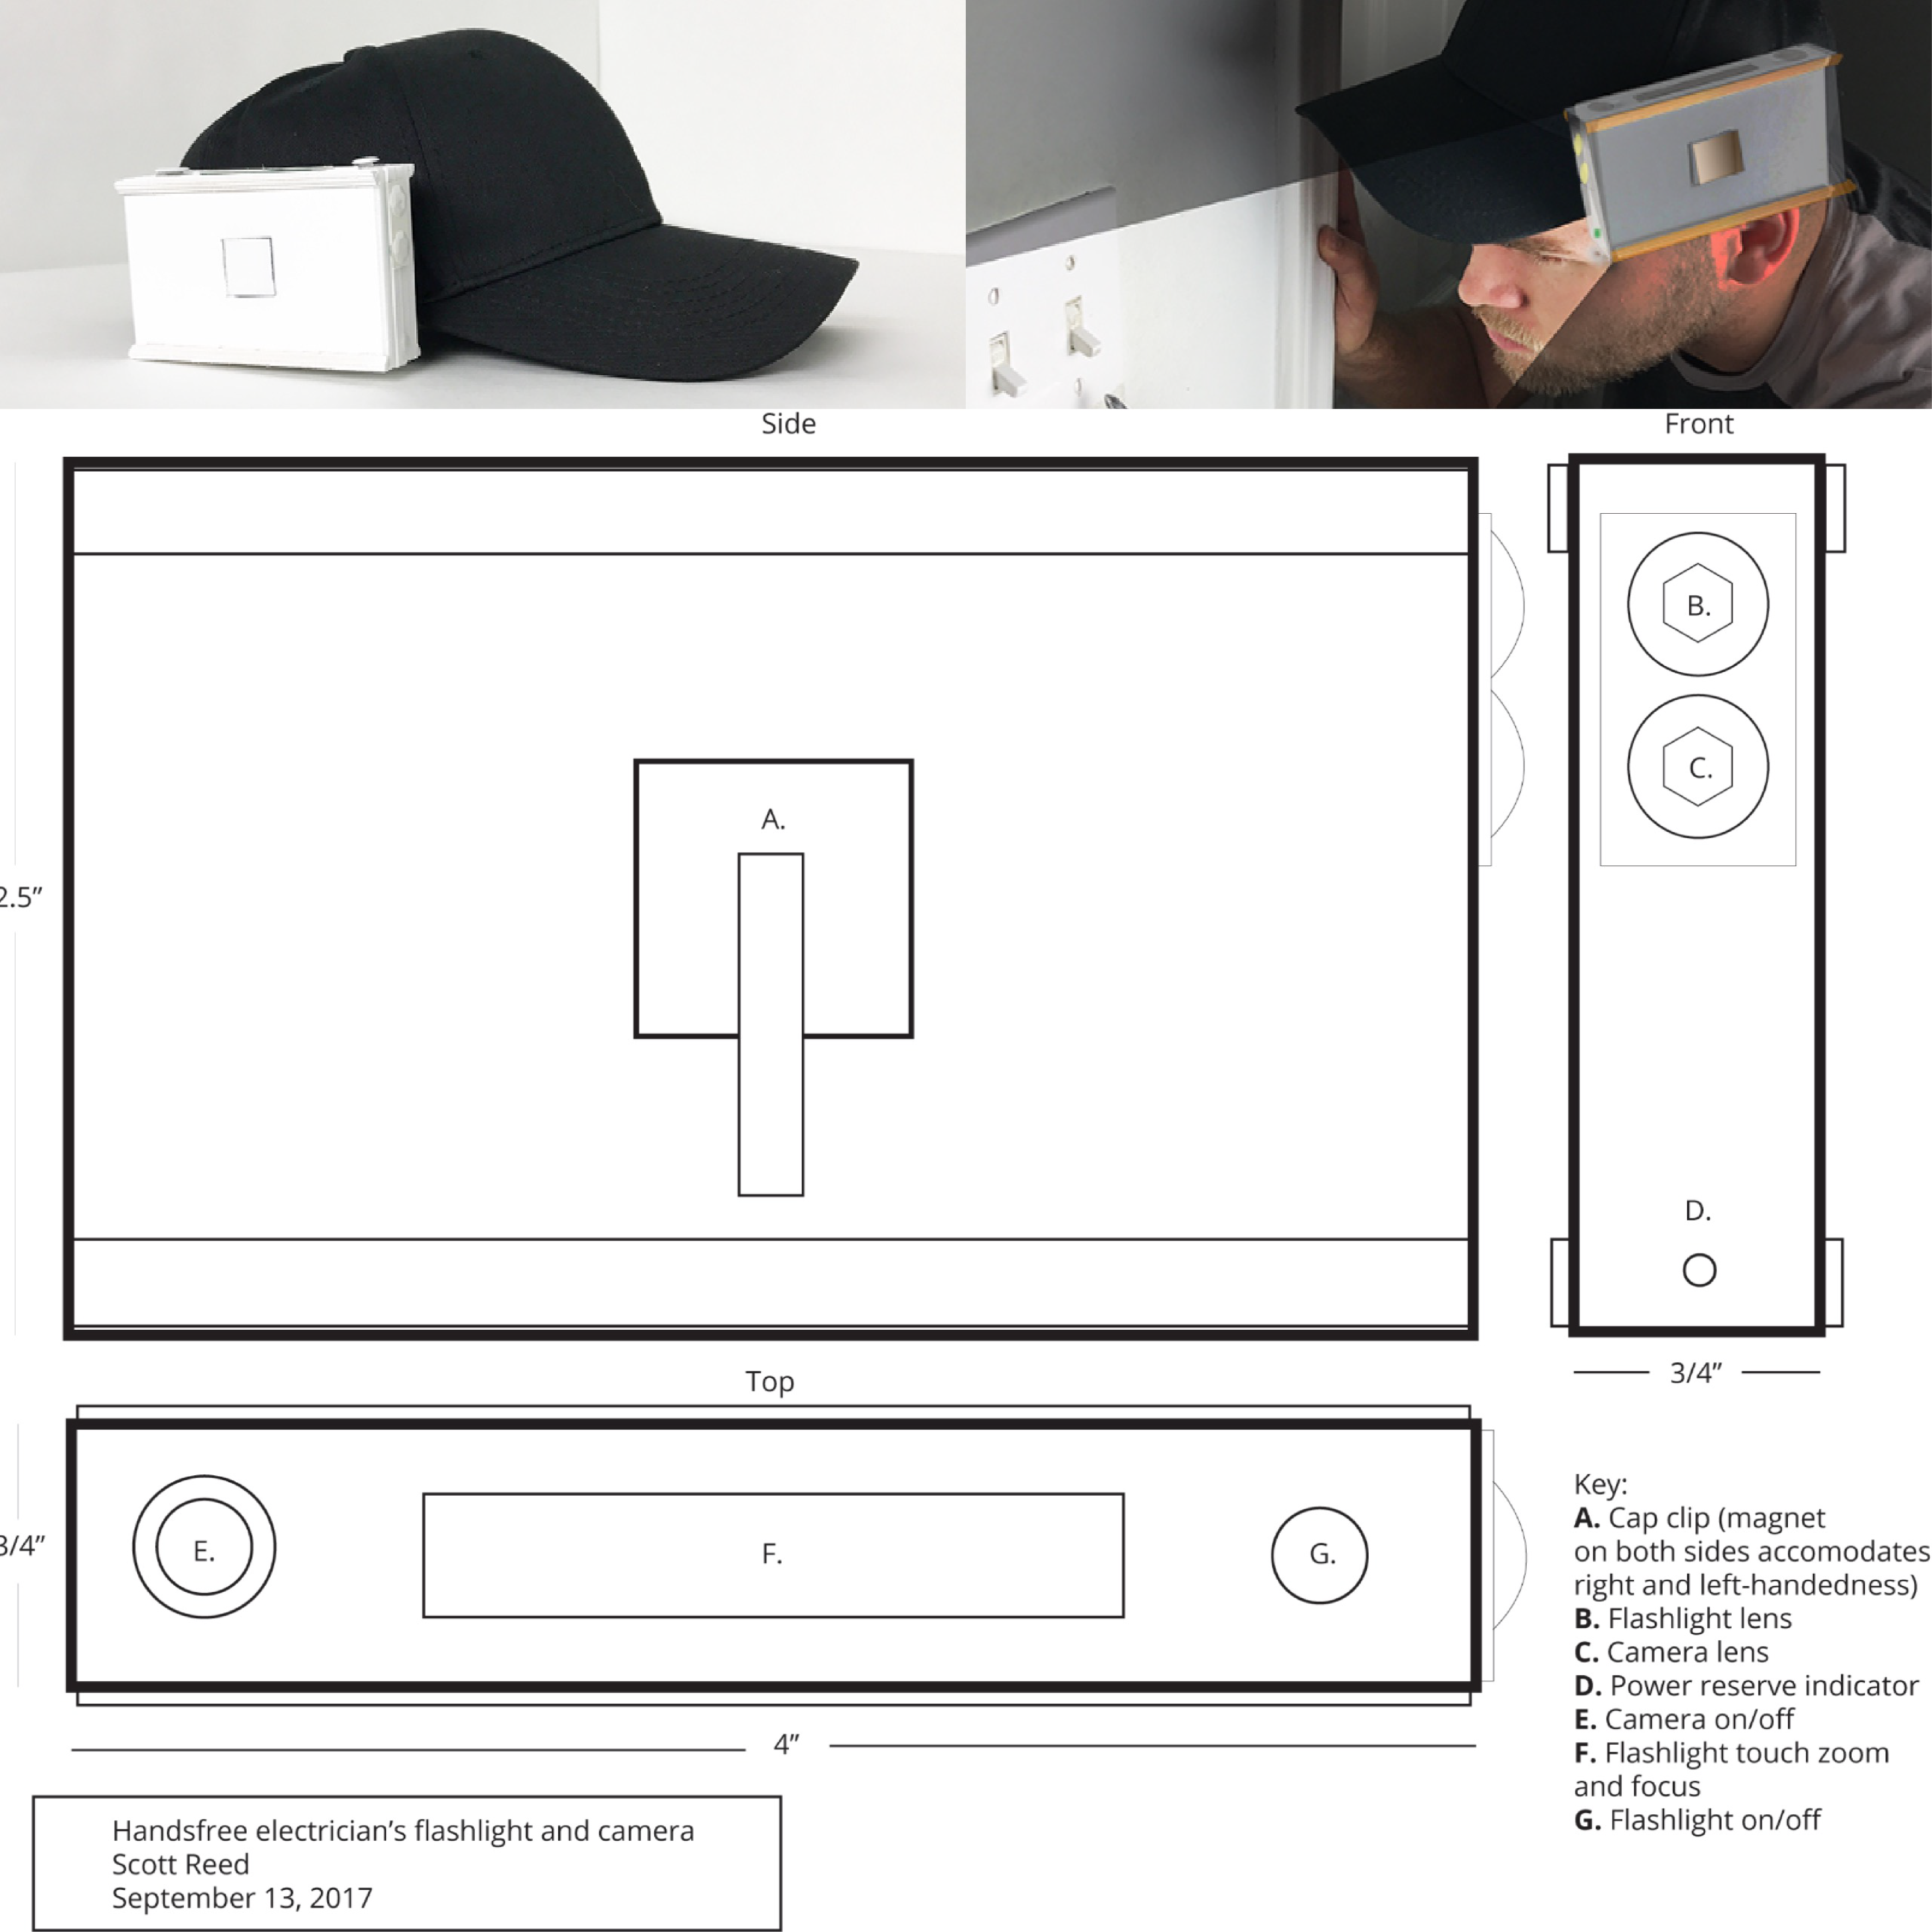 Side
Front
A.
B.
C.
2.5”
D.
3/4”
Top
E.
F.
G.
3/4”
4”
Key:
A. Cap clip (magnet
on both sides accomodates
right and left-handedness)
B. Flashlight lens
C. Camera lens
D. Power reserve indicator
E. Camera on/off
F. Flashlight touch zoom
and focus
G. Flashlight on/off
Handsfree electrician’s flashlight and camera
Scott Reed
September 13, 2017